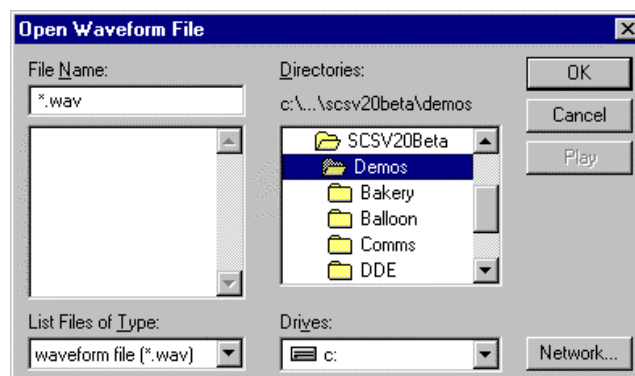 Open Waveform File
File Name:
*.wav
List Files of Type:
waveform file (*.wav)
Directories:
c:\...\scsv20beta\demos
SCSV20Beta
Demos
Bakery
Balloon
Comms
DDE
Drives:
c:
OK
Cancel
Play
Network...